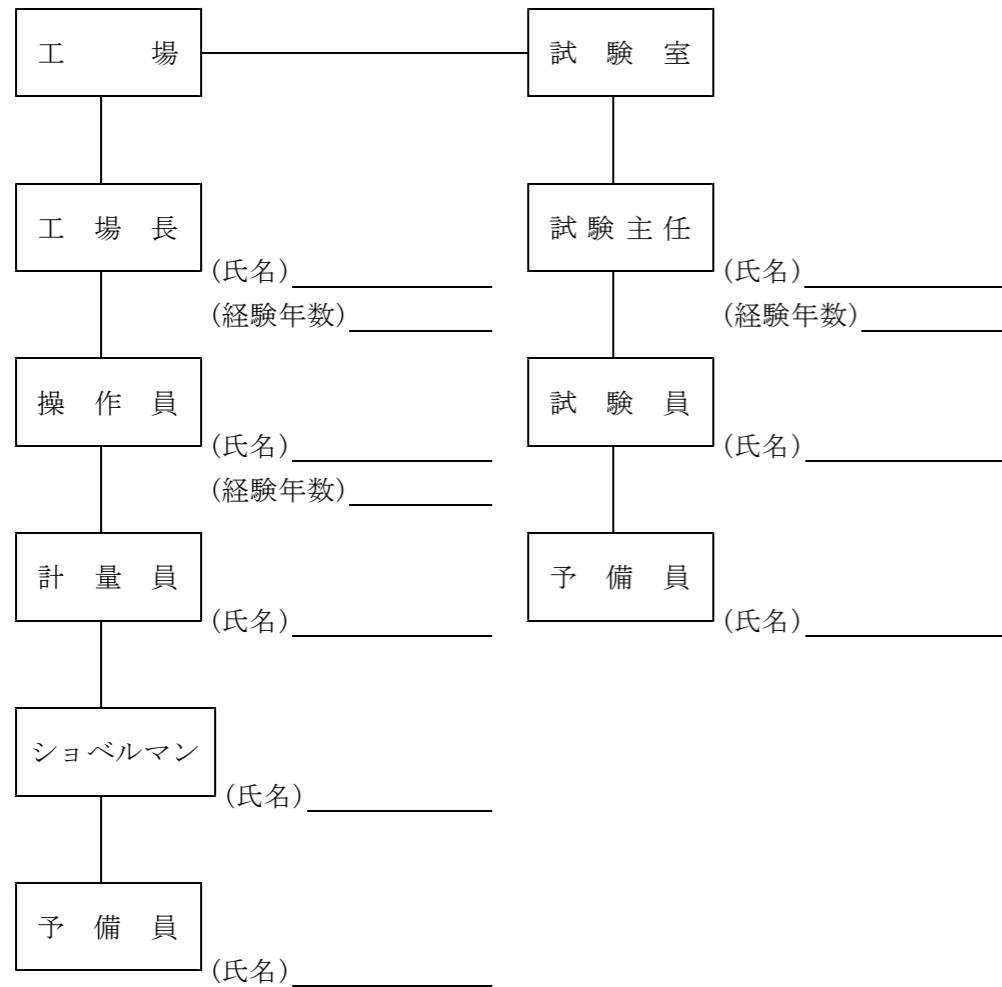 工場
試験室
工場長
(氏名)
(経験年数)
試験主任
(氏名)
(経験年数)
操作員
(氏名)
(経験年数)
試験員
(氏名)
計量員
(氏名)
予備員
(氏名)
ショベルマン
(氏名)
予備員
(氏名)